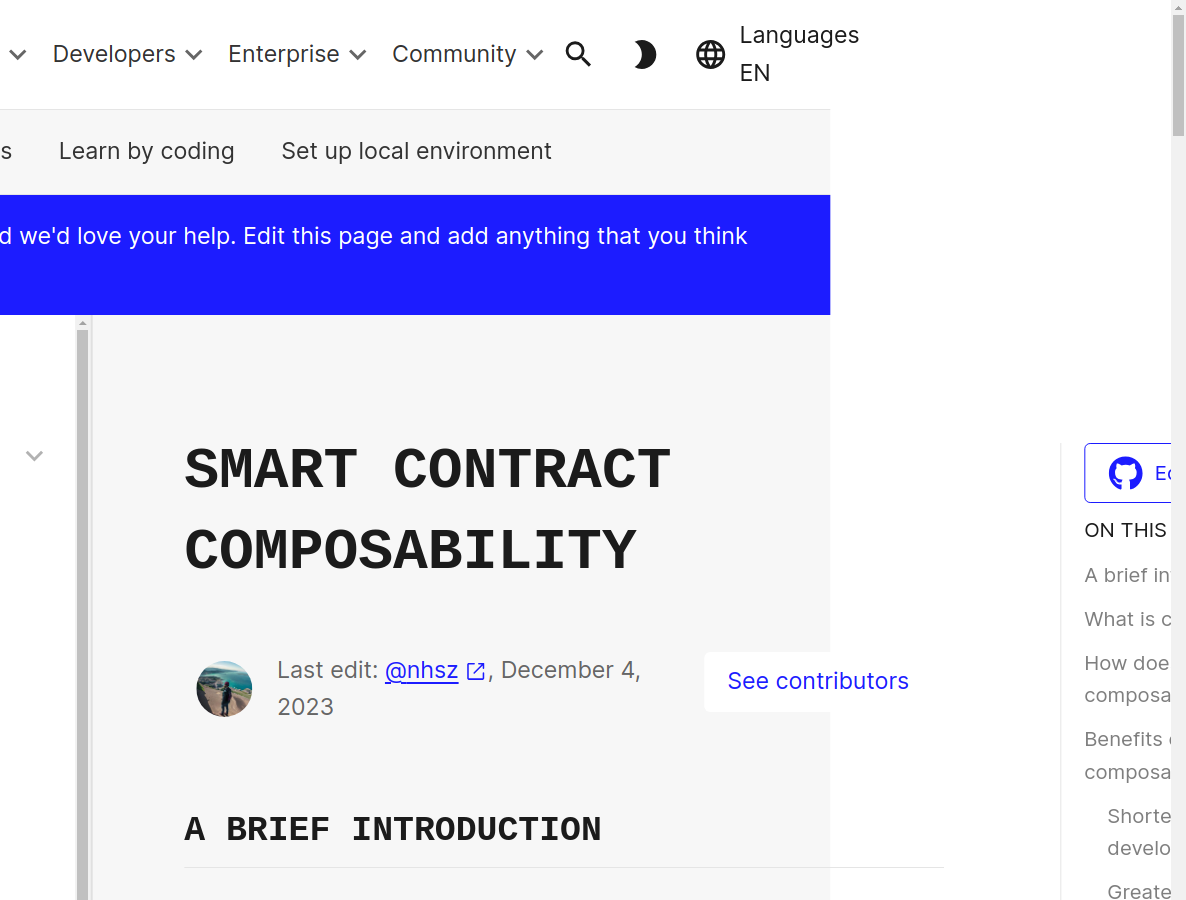 Developers Enterprise Community Languages EN
s Learn by coding Set up local environment
d we'd love your help. Edit this page and add anything that you think
SMART CONTRACT
COMPOSABILITY
Last edit: @nhsz , December 4,
2023
See contributors
A BRIEF INTRODUCTION
ON THIS
A brief in
What is c
How doe
composa
Benefits
composa
Shorte
develo
Greate